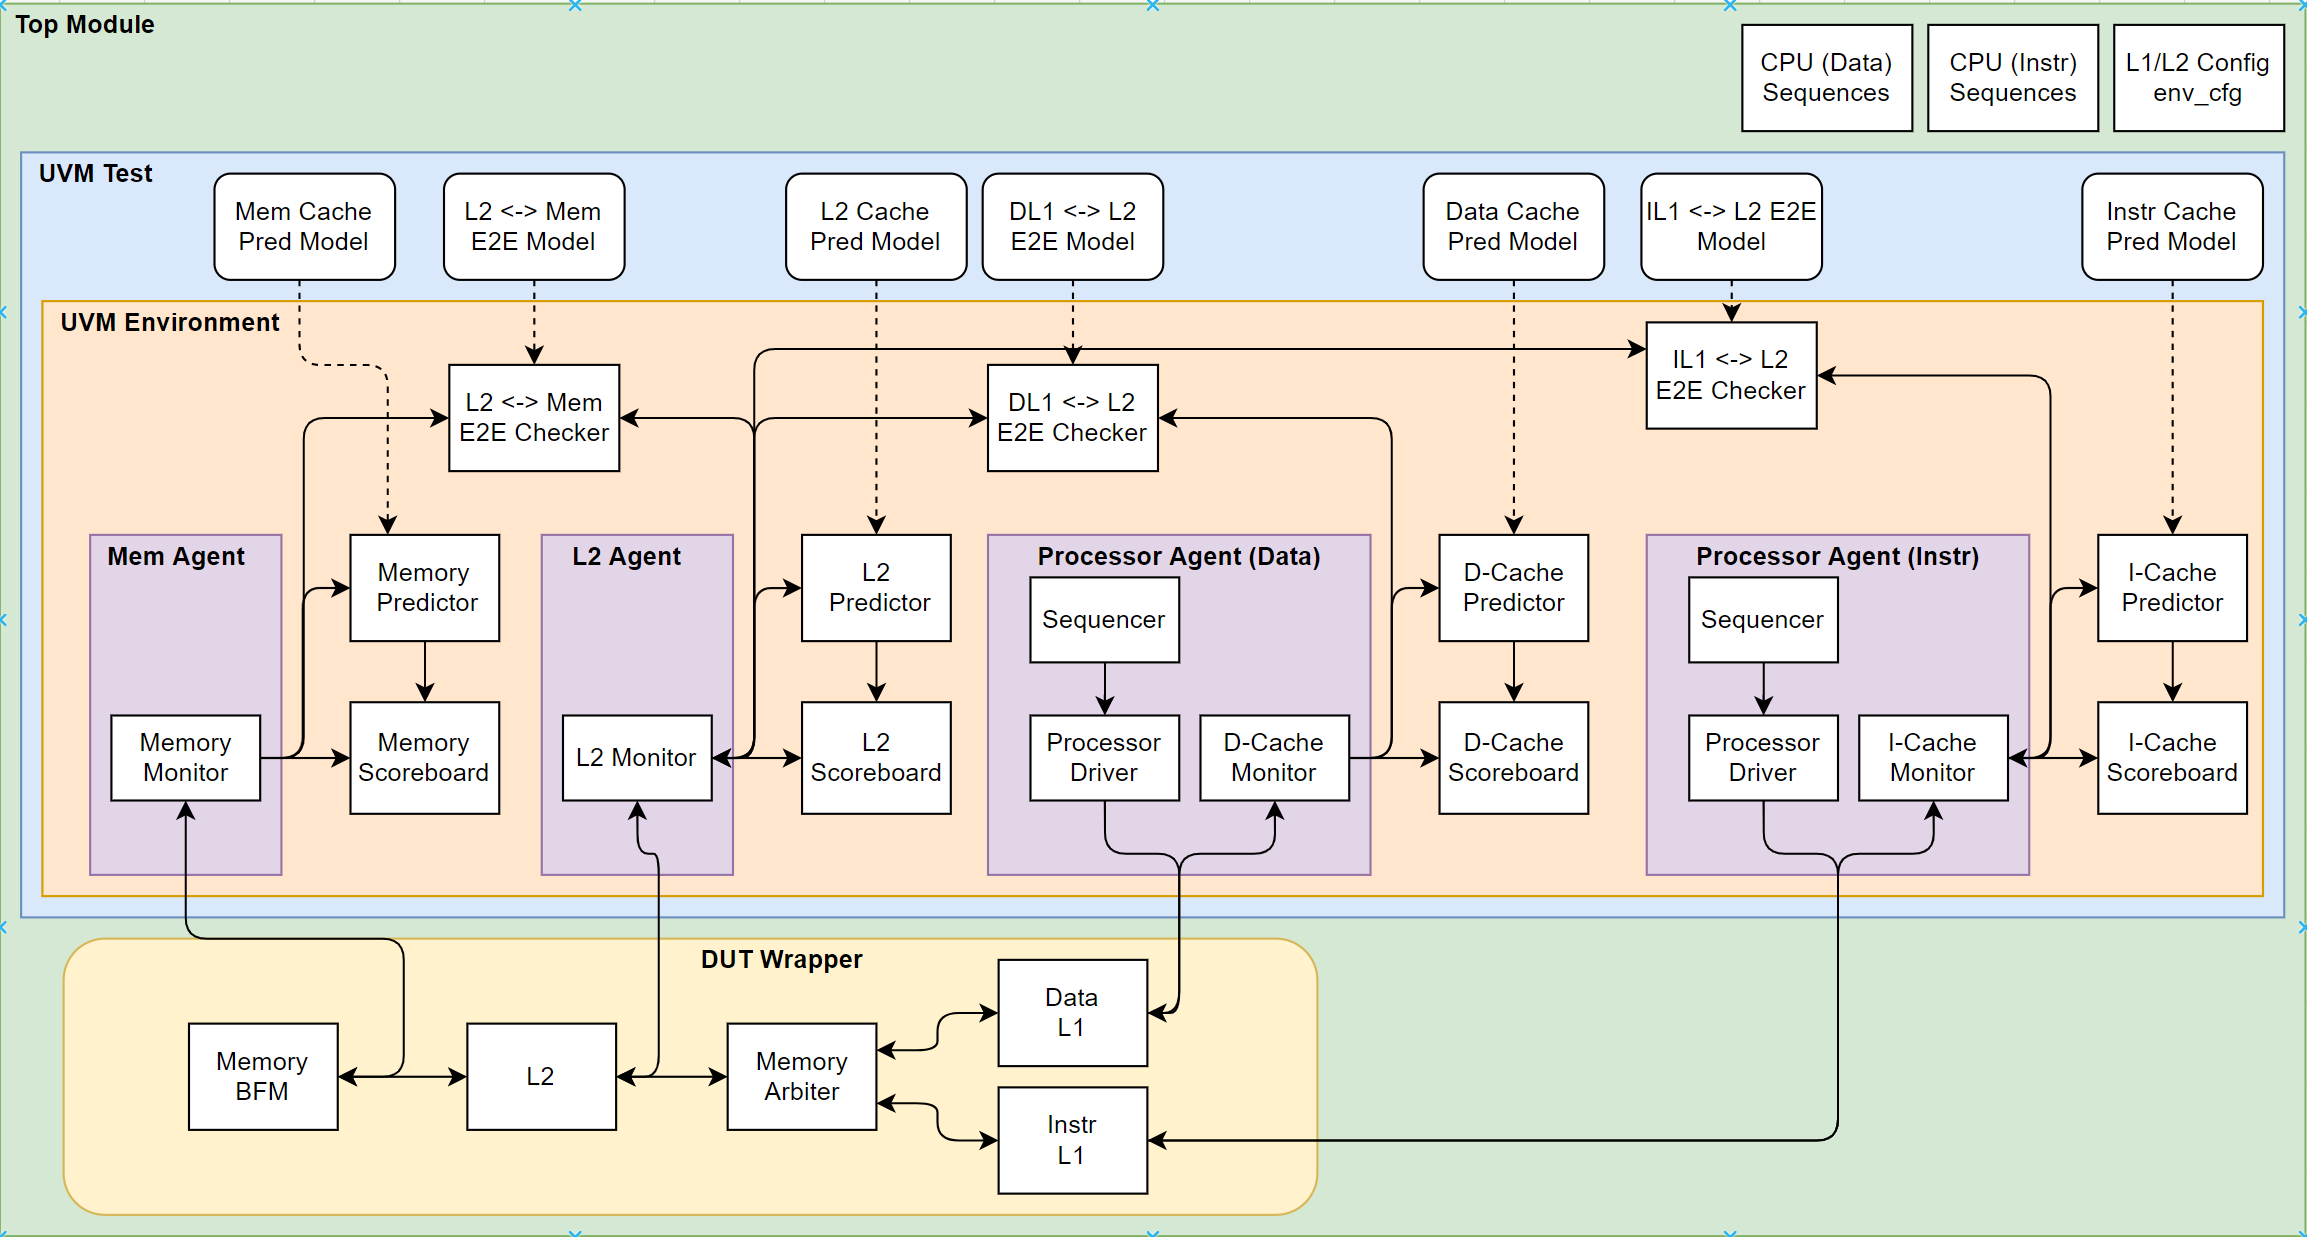 Top Module
CPU (Data)
Sequences
CPU (Instr)
Sequences
L1/L2 Config
env_cfg
UVM Test
Mem Cache
Pred Model
L2 <-> Mem
E2E Model
L2 Cache
Pred Model
DL1 <-> L2
E2E Model
Data Cache
Pred Model
IL1 <-> L2 E2E
Model
Instr Cache
Pred Model
UVM Environment
L2 <-> Mem
E2E Checker
DL1 <-> L2
E2E Checker
IL1 <-> L2
E2E Checker
Mem Agent
Memory
Predictor
Memory
Monitor
Memory
Scoreboard
L2 Agent
L2
Predictor
L2 Monitor
L2
Scoreboard
Processor Agent (Data)
Sequencer
Processor
Driver
D-Cache
Monitor
D-Cache
Predictor
D-Cache
Scoreboard
Processor Agent (Instr)
Sequencer
Processor
Driver
I-Cache
Monitor
I-Cache
Predictor
I-Cache
Scoreboard
DUT Wrapper
Memory
BFM
L2
Memory
Arbiter
Data
L1
Instr
L1